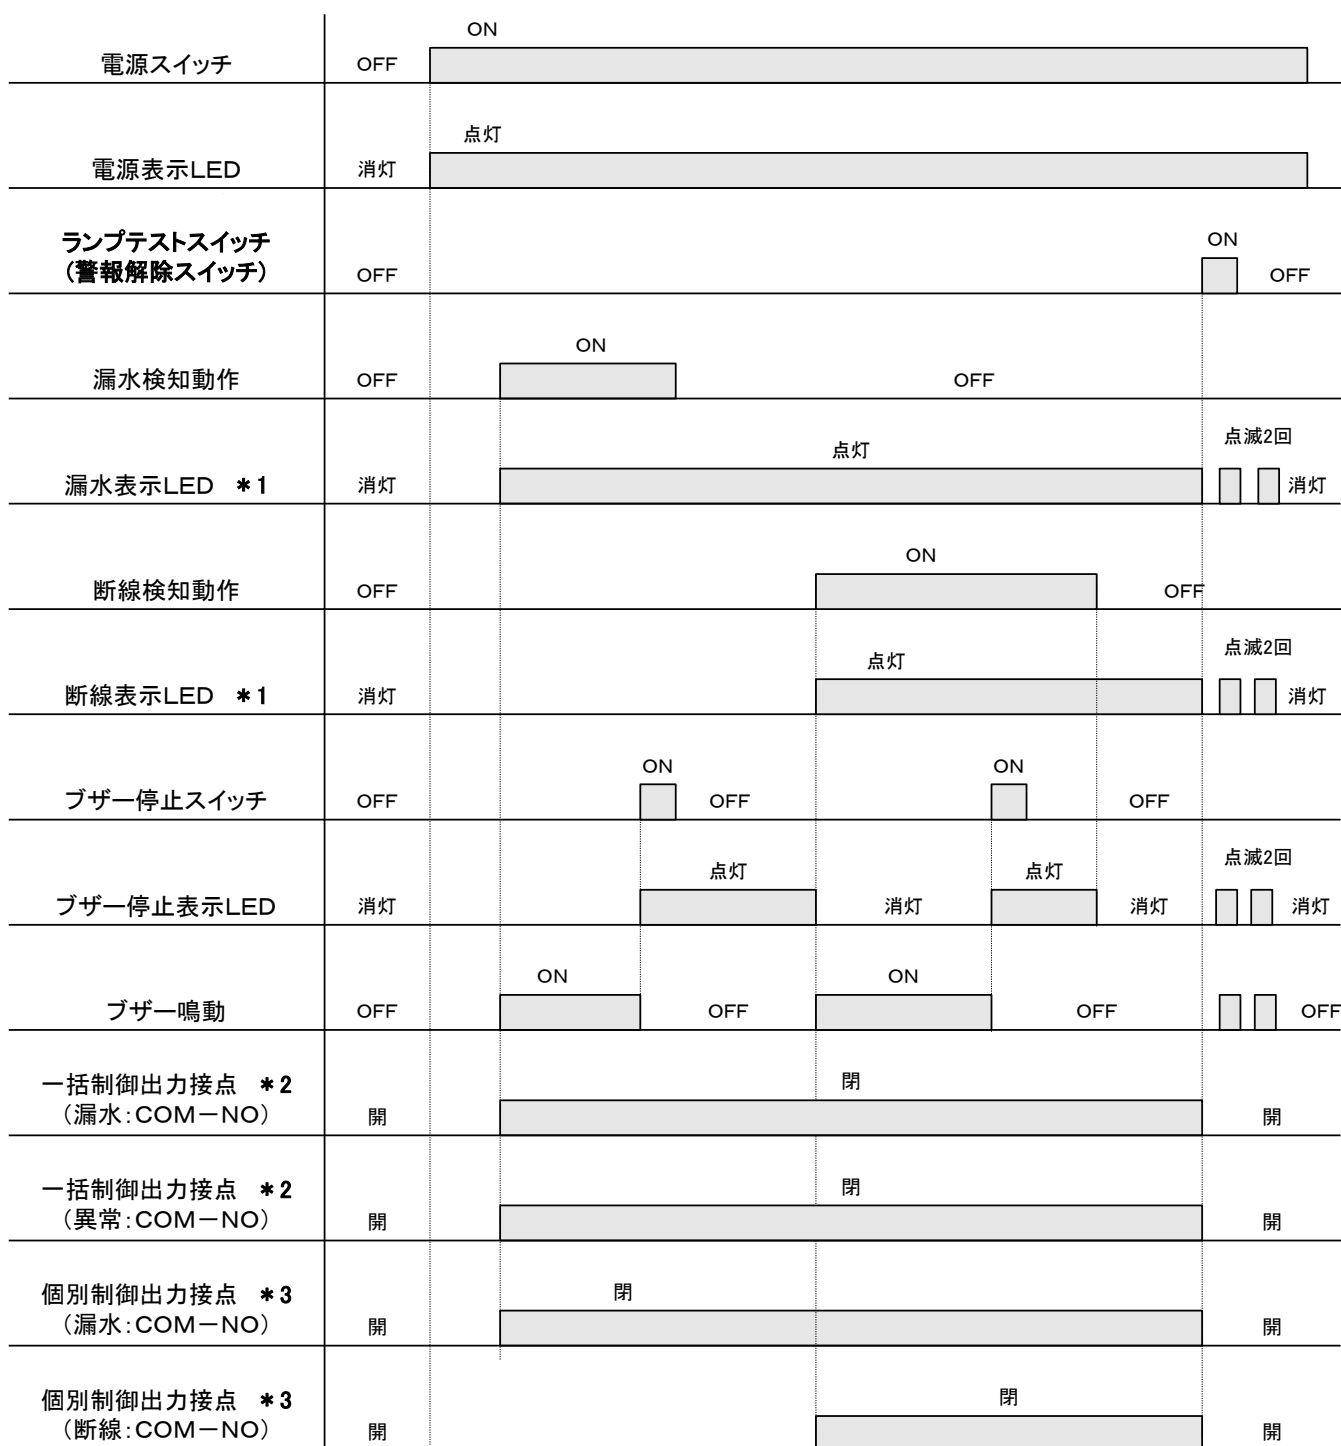 ON
電源スイッチ OFF
点灯
電源表示LED 消灯
ランプテストスイッチ ON
（警報解除スイッチ） OFF OFF
ON
漏水検知動作 OFF OFF
点灯 点滅2回
漏水表示LED ＊1 消灯 消灯
ON
断線検知動作 OFF OFF
点灯 点滅2回
断線表示LED ＊1 消灯 消灯
ON ON
ブザー停止スイッチ OFF OFF OFF
点灯 点灯 点滅2回
ブザー停止表示LED 消灯 消灯 消灯 消灯
ON ON
ブザー鳴動 OFF OFF OFF OFF
一括制御出力接点 ＊2 閉
（漏水：COM－NO） 開 開
一括制御出力接点 ＊2 閉
（異常：COM－NO） 開 開
個別制御出力接点 ＊3 閉
（漏水：COM－NO） 開 開
個別制御出力接点 ＊3 閉
（断線：COM－NO） 開 開